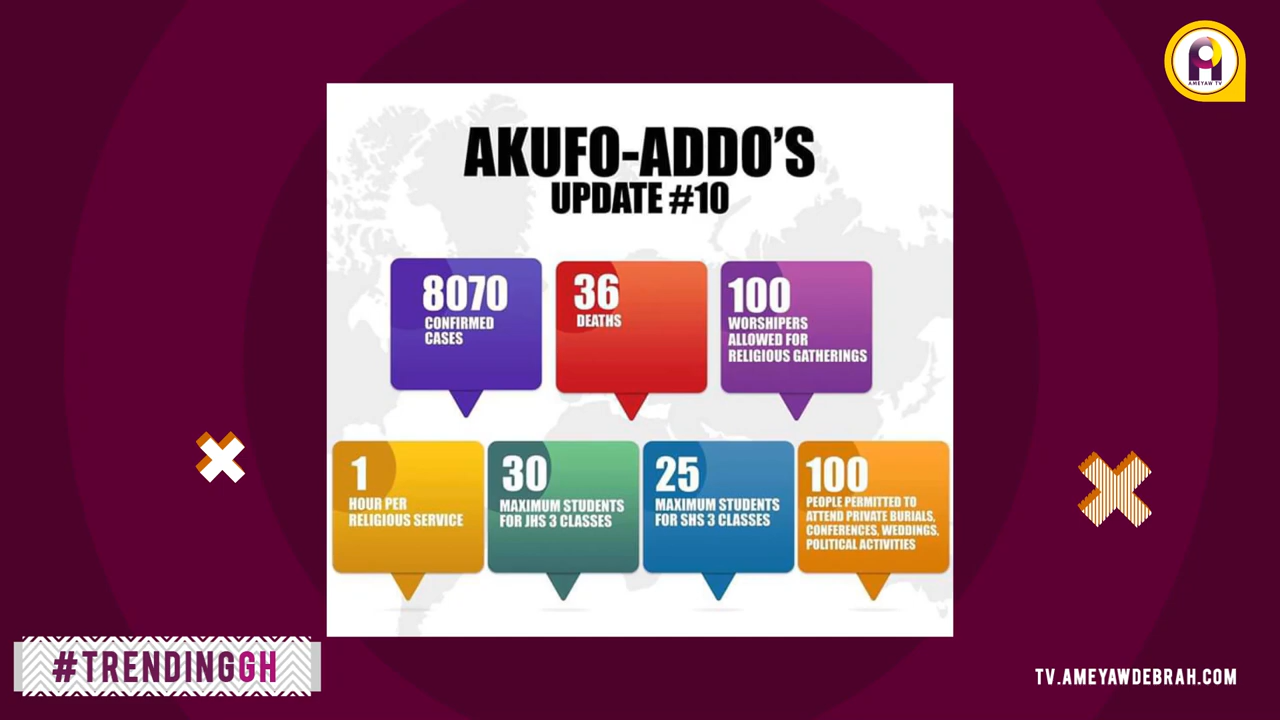 AMEYAW TV
AKUFO-ADDO'S
UPDATE #10
8070
CONFIRMED
CASES
36
DEATHS
100
WORSHIPERS
ALLOWED FOR
RELIGIOUS GATHERINGS
1
HOUR PER
RELIGIOUS SERVICE
30
MAXIMUM STUDENTS
FOR JHS 3 CLASSES
25
MAXIMUM STUDENTS
FOR SHS 3 CLASSES
100
PEOPLE PERMITTED TO
ATTEND PRIVATE BURIALS,
CONFERENCES, WEDDINGS,
POLITICAL ACTIVITIES
#TRENDINGGH
TV.AMEYAWDEBRAH.COM